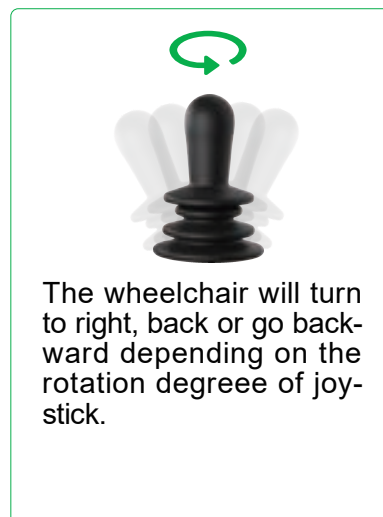 The wheelchair will turn
to right, back or go back-
ward depending on the
rotation degreee of joy-
stick.